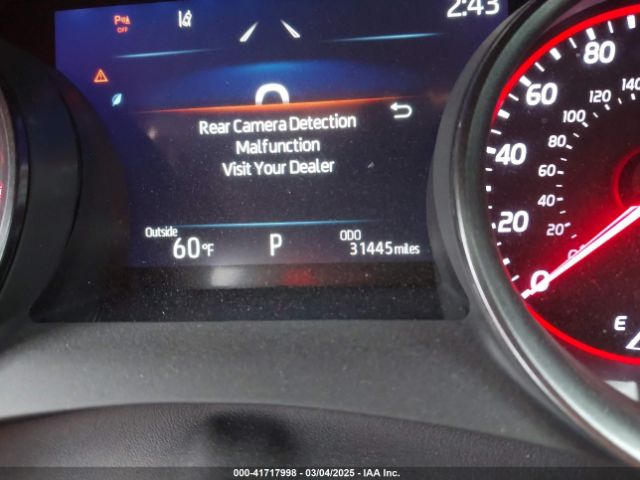 P
OFF
2:43
Rear Camera Detection
Malfunction
Visit Your Dealer
Outside
60°F
P
ODO
31445 miles
80
60
40
20
0
140
120
100
80
60
40
20
E
000-41717998 — 03/04/2025 — IAA Inc.